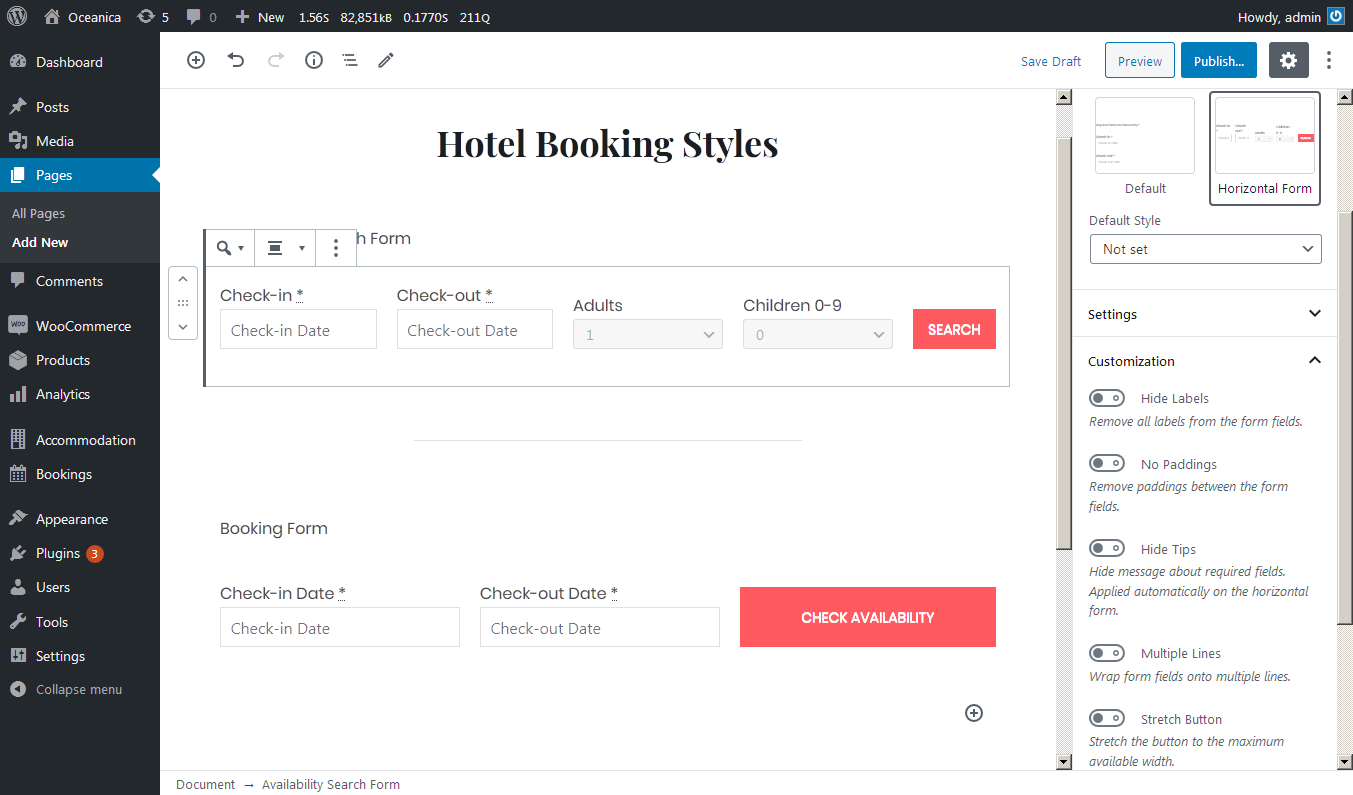 Oceanica
5
0
New
1.56S
82,851KB
0.1770S
211Q
Howdy, admin
Dashboard
Posts
Media
Pages
All Pages
Add New
Comments
WooCommerce
Products
Analytics
Accommodation
Bookings
Appearance
Plugins 3
Users
Tools
Settings
Collapse menu
Save Draft
Preview
Publish...
Hotel Booking Styles
h Form
Check-in *
Check-out *
Adults
Children 0-9
Check-in Date
Check-out Date
1
0
SEARCH
Booking Form
Check-in Date *
Check-out Date *
Check-in Date
Check-out Date
CHECK AVAILABILITY
Document → Availability Search Form
Default
Horizontal Form
Default Style
Not set
Settings
Customization
Hide Labels
Remove all labels from the form fields.
No Paddings
Remove paddings between the form
fields.
Hide Tips
Hide message about required fields.
Applied automatically on the horizontal
form.
Multiple Lines
Wrap form fields onto multiple lines.
Stretch Button
Stretch the button to the maximum
available width.